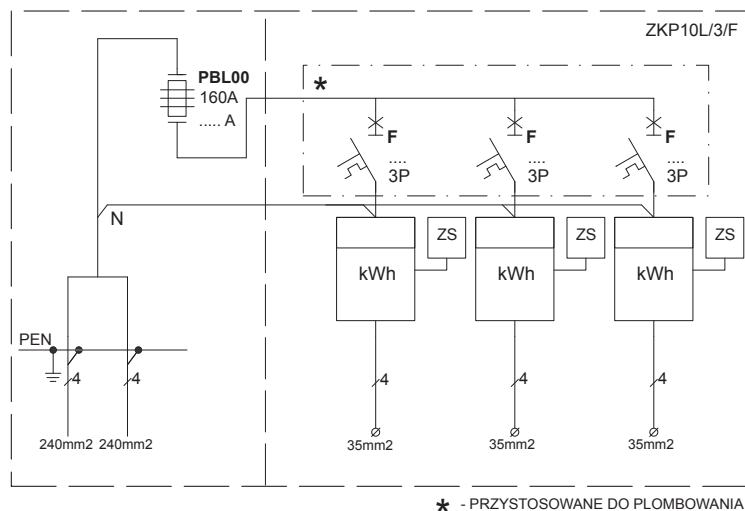 ZKP10L/3/F
PBL00
160A
..... A
*
F
....
3P
F
....
3P
F
....
3P
N
ZS
ZS
ZS
kWh
kWh
kWh
PEN
4
4
4
4
4
240mm2
240mm2
35mm2
35mm2
35mm2
* - PRZYSTOSOWANE DO PLOMBOWANIA